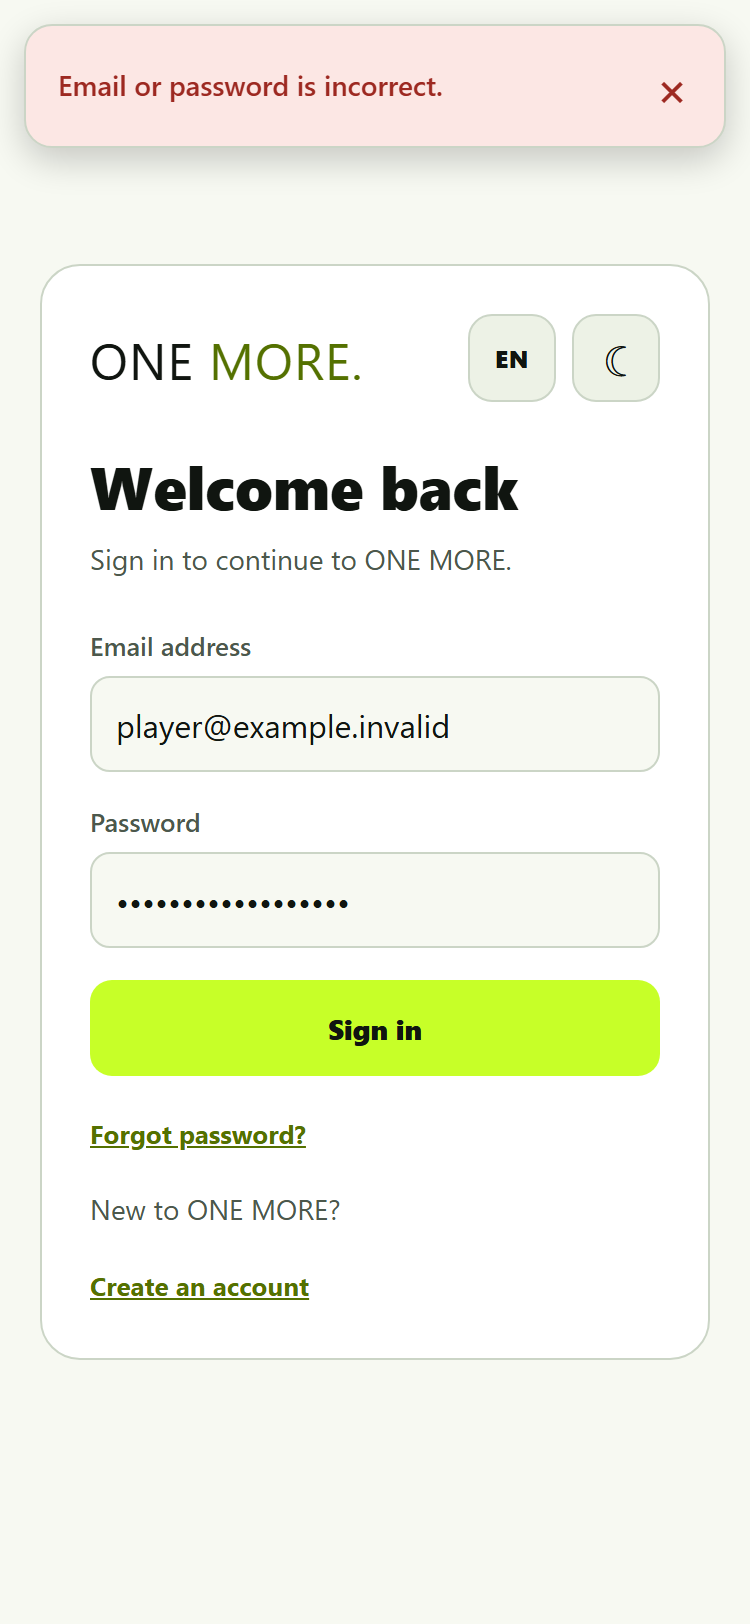 Email or password is incorrect.
ONE MORE.
EN
Welcome back
Sign in to continue to ONE MORE.
Email address
player@example.invalid
Password
••••••••••••••••••
Sign in
Forgot password?
New to ONE MORE?
Create an account